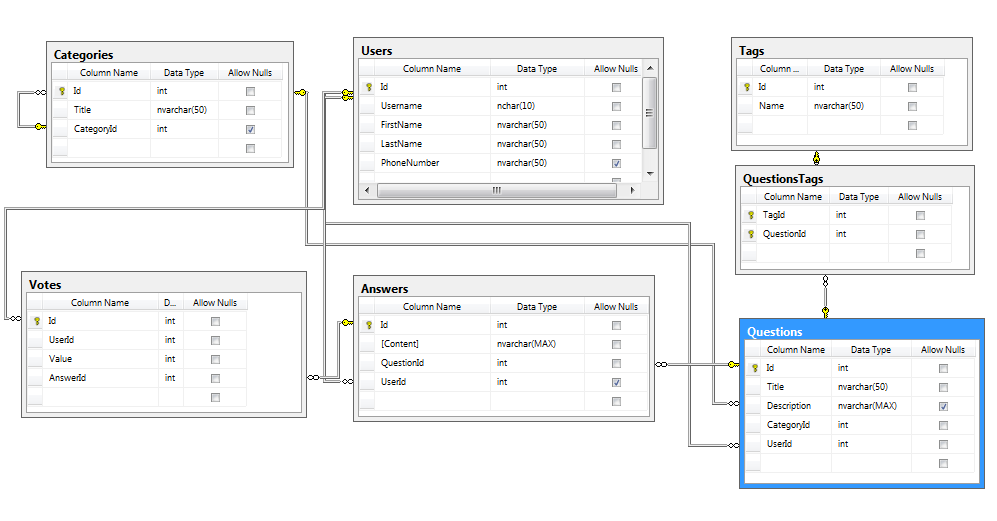 Categories
Column Name Data Type Allow Nulls
Id int
Title nvarchar(50)
CategoryId int
Users
Column Name Data Type Allow Nulls
Id int
Username nchar(10)
FirstName nvarchar(50)
LastName nvarchar(50)
PhoneNumber nvarchar(50)
Tags
Column ... Data Type Allow Nulls
Id int
Name nvarchar(50)
QuestionsTags
Column Name Data Type Allow Nulls
TagId int
QuestionId int
Votes
Column Name D... Allow Nulls
Id int
UserId int
Value int
AnswerId int
Answers
Column Name Data Type Allow Nulls
Id int
[Content] nvarchar(MAX)
QuestionId int
UserId int
Questions
Column Name Data Type Allow Nulls
Id int
Title nvarchar(50)
Description nvarchar(MAX)
CategoryId int
UserId int